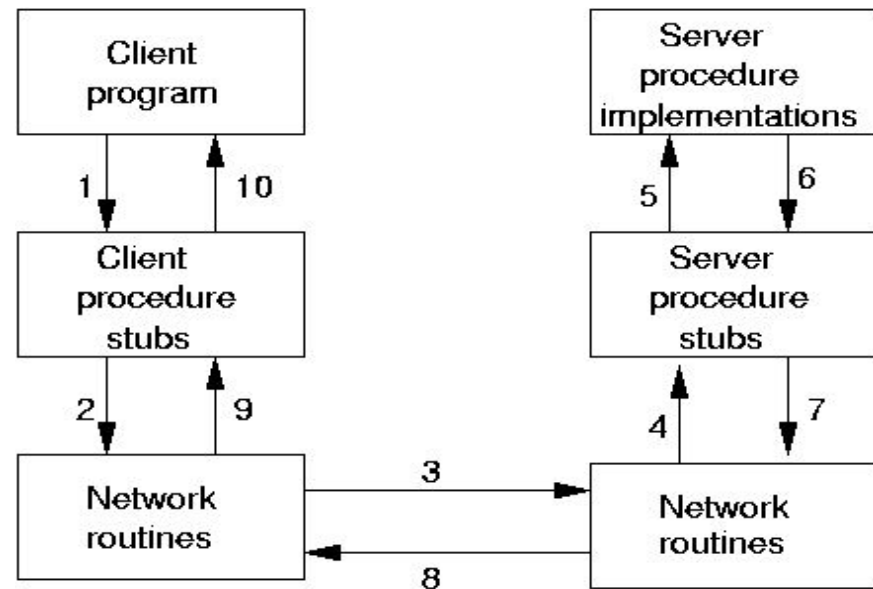 Client
program
Server
procedure
implementations
1
10
5
6
Client
procedure
stubs
Server
procedure
stubs
2
9
4
7
3
Network
routines
Network
routines
8